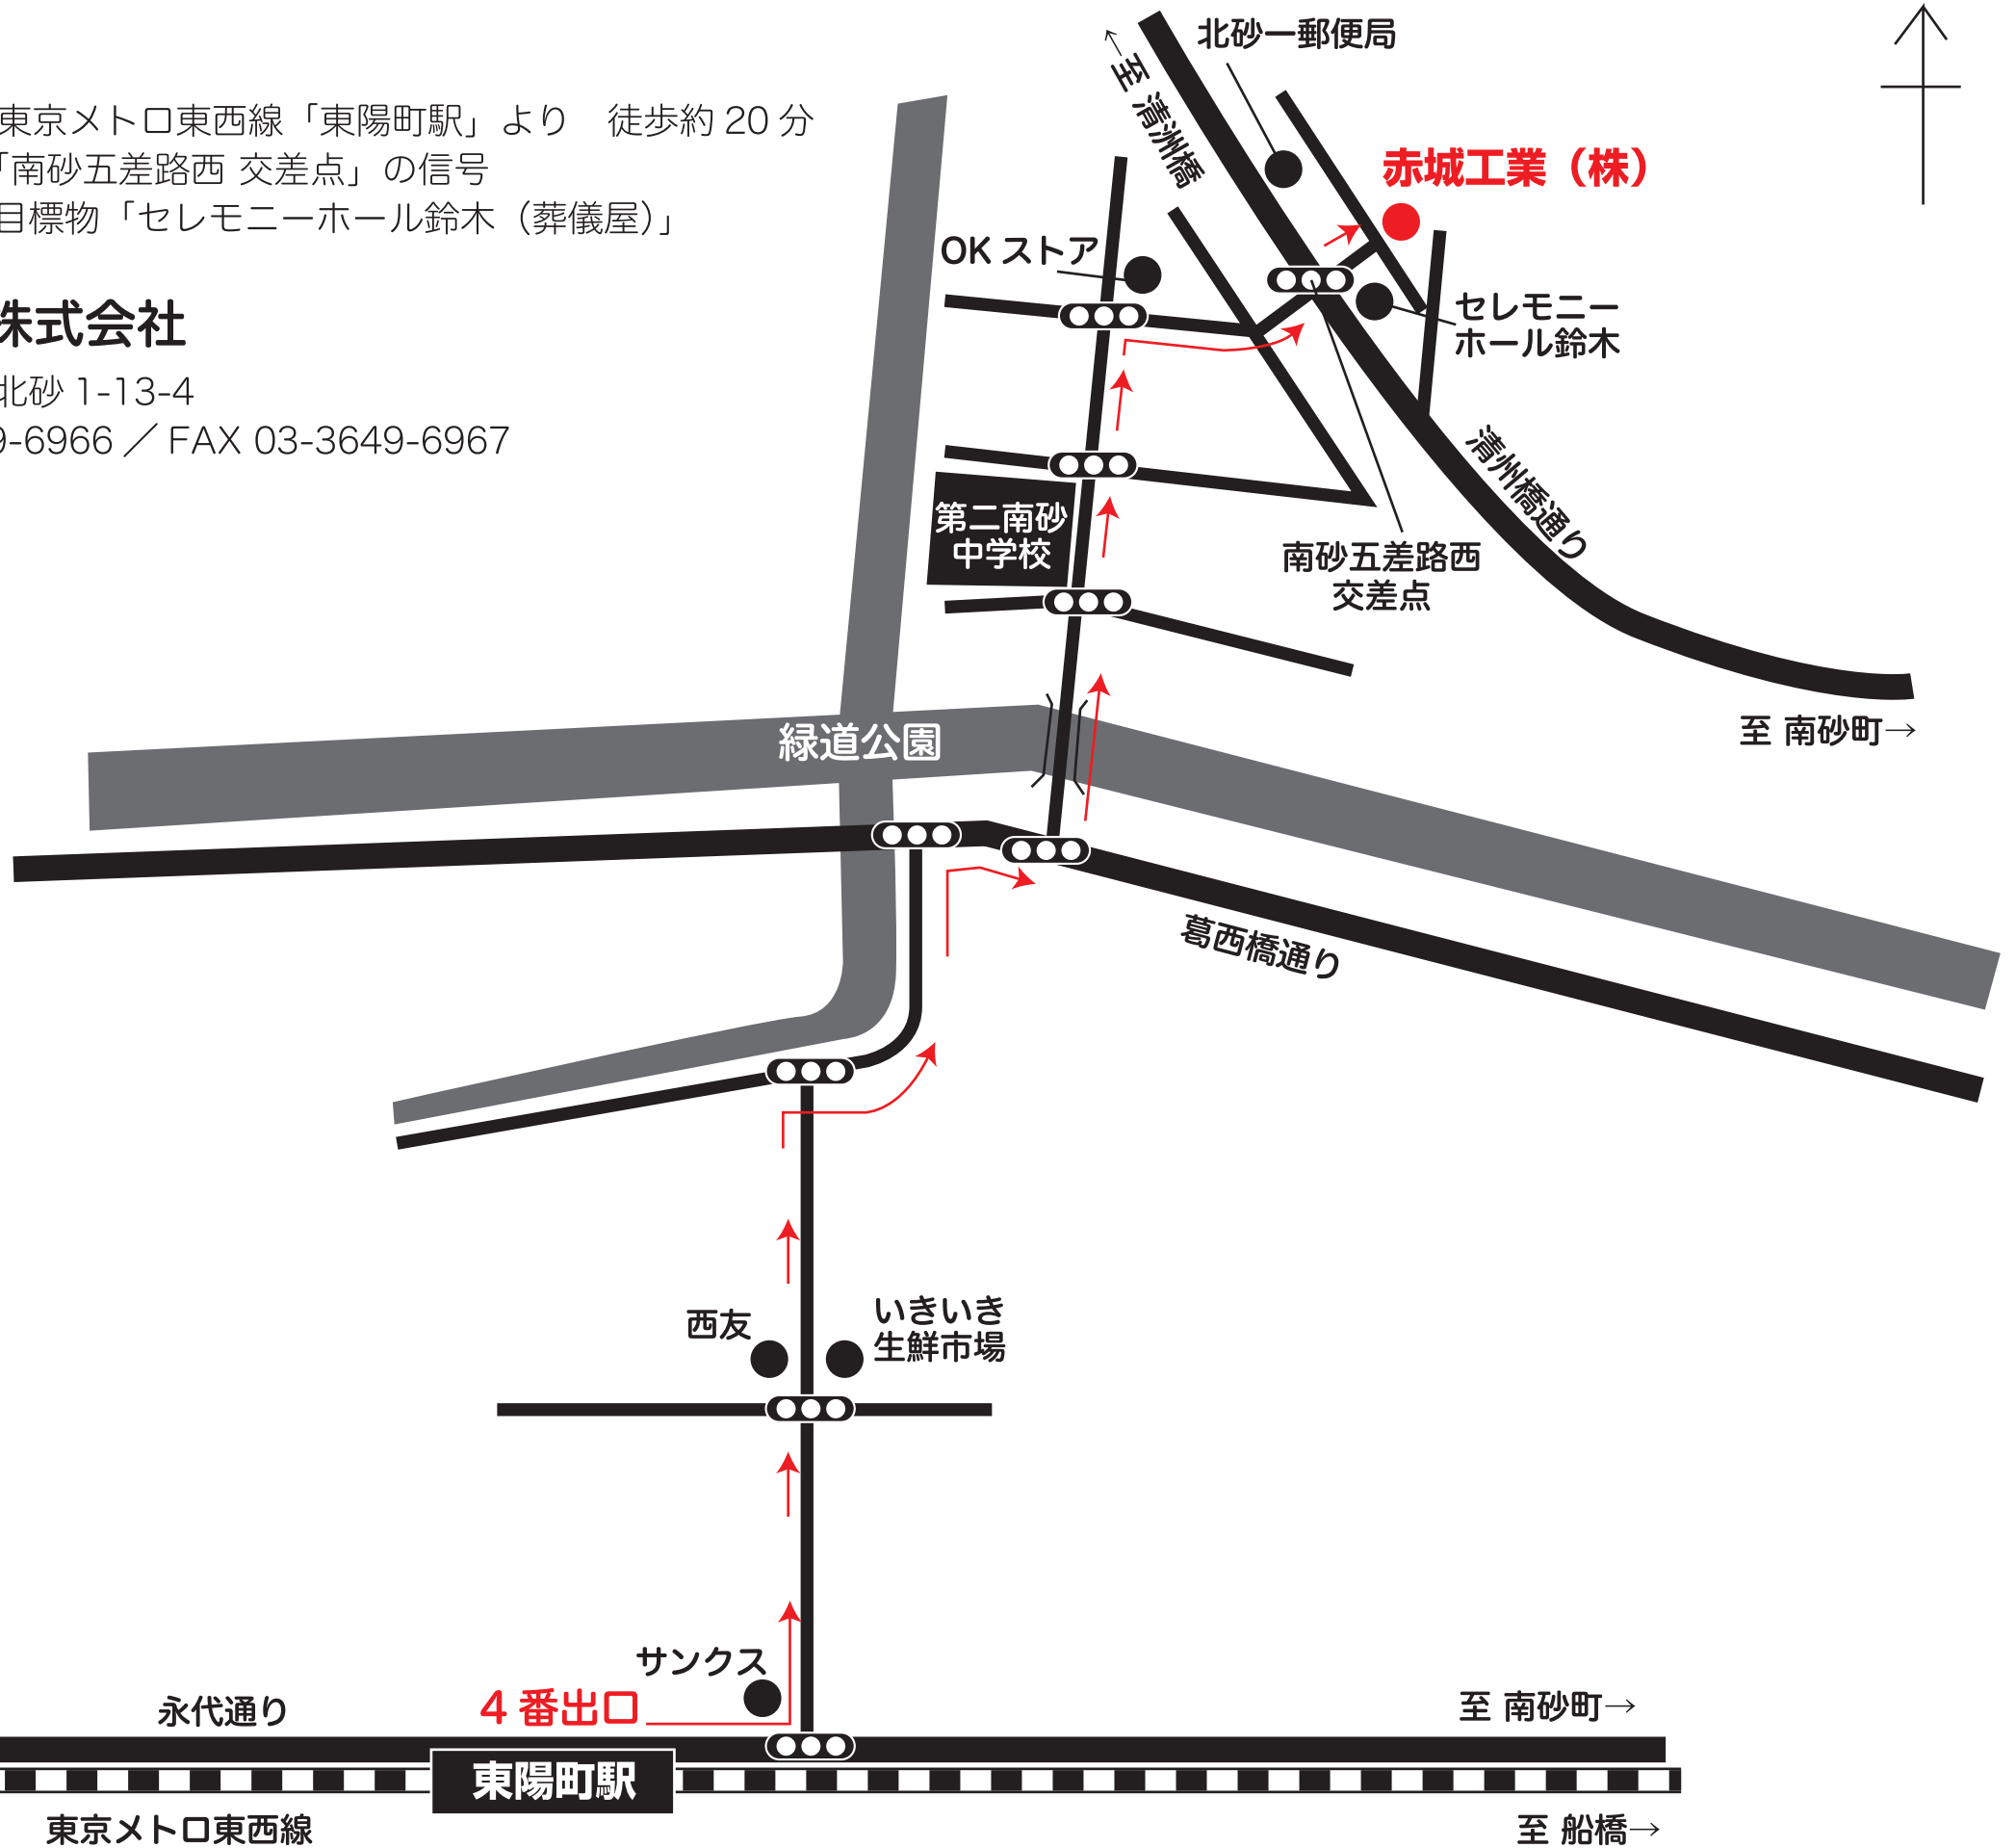 東京メトロ東西線「東陽町駅」より　徒歩約 20 分
「南砂五差路西 交差点」の信号
目標物「セレモニーホール鈴木（葬儀屋）」
株式会社
北砂 1-13-4
9-6966 ／ FAX 03-3649-6967
北砂一郵便局
←至 清洲橋
赤城工業（株）
OK ストア
セレモニー
ホール鈴木
清州橋通り
第二南砂
中学校
南砂五差路西
交差点
至 南砂町→
緑道公園
葛西橋通り
西友
いきいき
生鮮市場
サンクス
4 番出口
永代通り
至 南砂町→
東陽町駅
東京メトロ東西線
至 船橋→